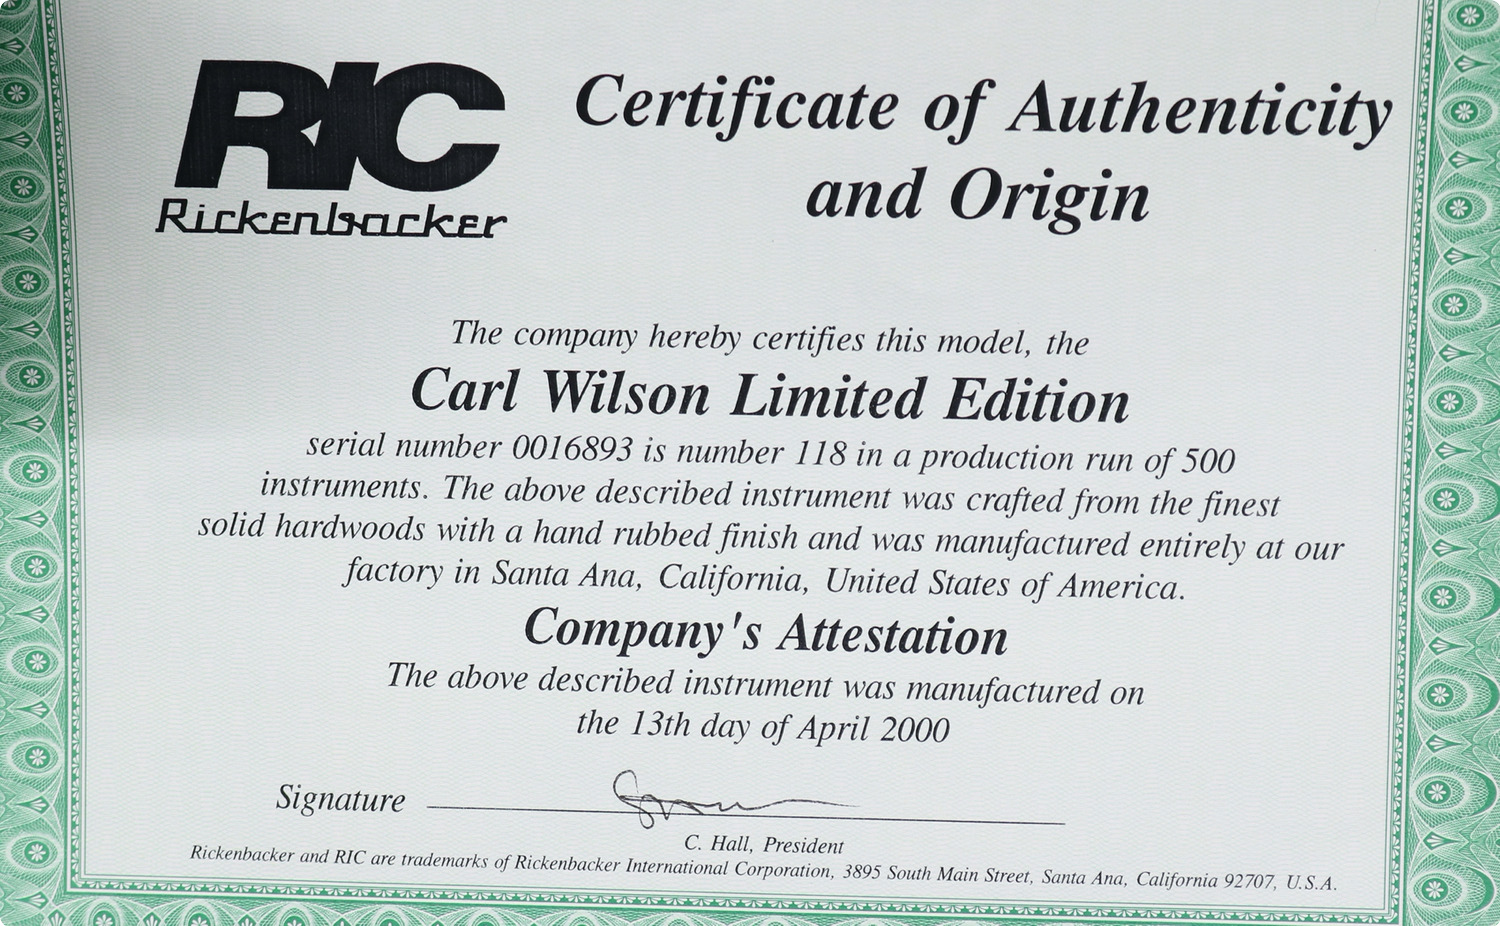 RIC
Rickenbacker
Certificate of Authenticity
and Origin
The company hereby certifies this model, the
Carl Wilson Limited Edition
serial number 0016893 is number 118 in a production run of 500
instruments. The above described instrument was crafted from the finest
solid hardwoods with a hand rubbed finish and was manufactured entirely at our
factory in Santa Ana, California, United States of America.
Company's Attestation
The above described instrument was manufactured on
the 13th day of April 2000
Signature
C. Hall, President
Rickenbacker and RIC are trademarks of Rickenbacker International Corporation, 3895 South Main Street, Santa Ana, California 92707, U.S.A.